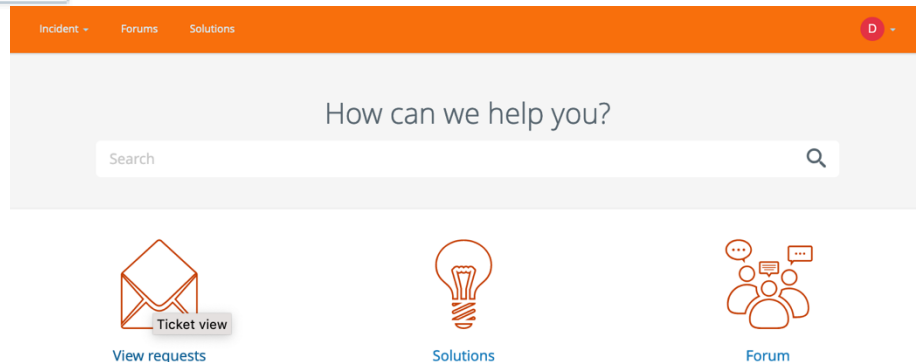 Incident Forums Solutions D
How can we help you?
Search
Ticket view
View requests Solutions Forum